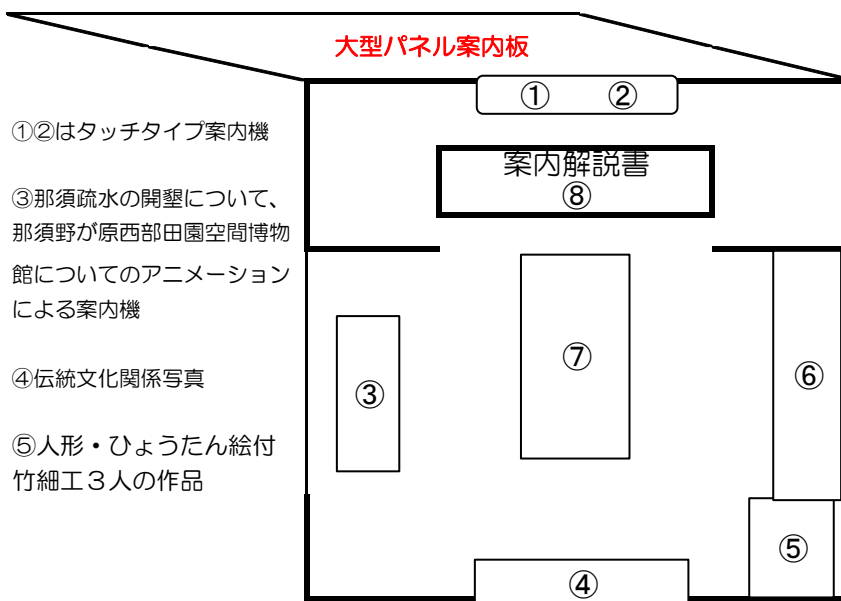 大型パネル案内板
① ②
①②はタッチタイプ案内機
案内解説書
⑧
③那須疏水の開墾について、
那須野が原西部田園空間博物
館についてのアニメーション
による案内機
④伝統文化関係写真
⑤人形・ひょうたん絵付
竹細工３人の作品
③
⑦
⑥
⑤
④